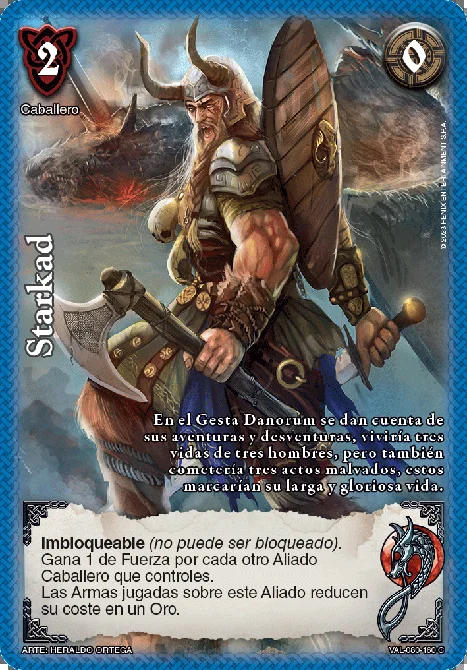 2
0
Caballero
© 2023 FENIX ENTERTAINMENT S.P.A.
Starkad
En el Gesta Danorum se dan cuenta de
sus aventuras y desventuras, viviría tres
vidas de tres hombres, pero también
cometería tres actos malvados, estos
marcarían su larga y gloriosa vida.
Imbloqueable (no puede ser bloqueado).
Gana 1 de Fuerza por cada otro Aliado
Caballero que controles.
Las Armas jugadas sobre este Aliado reducen
su coste en un Oro.
ARTE: HERALDO ORTEGA